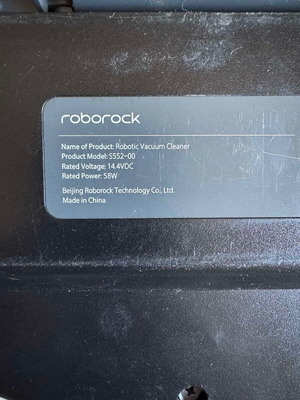 roborock
Name of Product: Robotic Vacuum Cleaner
Product Model: S552-00
Rated Voltage: 14.4VDC
Rated Power: 58W
Beijing Roborock Technology Co., Ltd.
Made in China